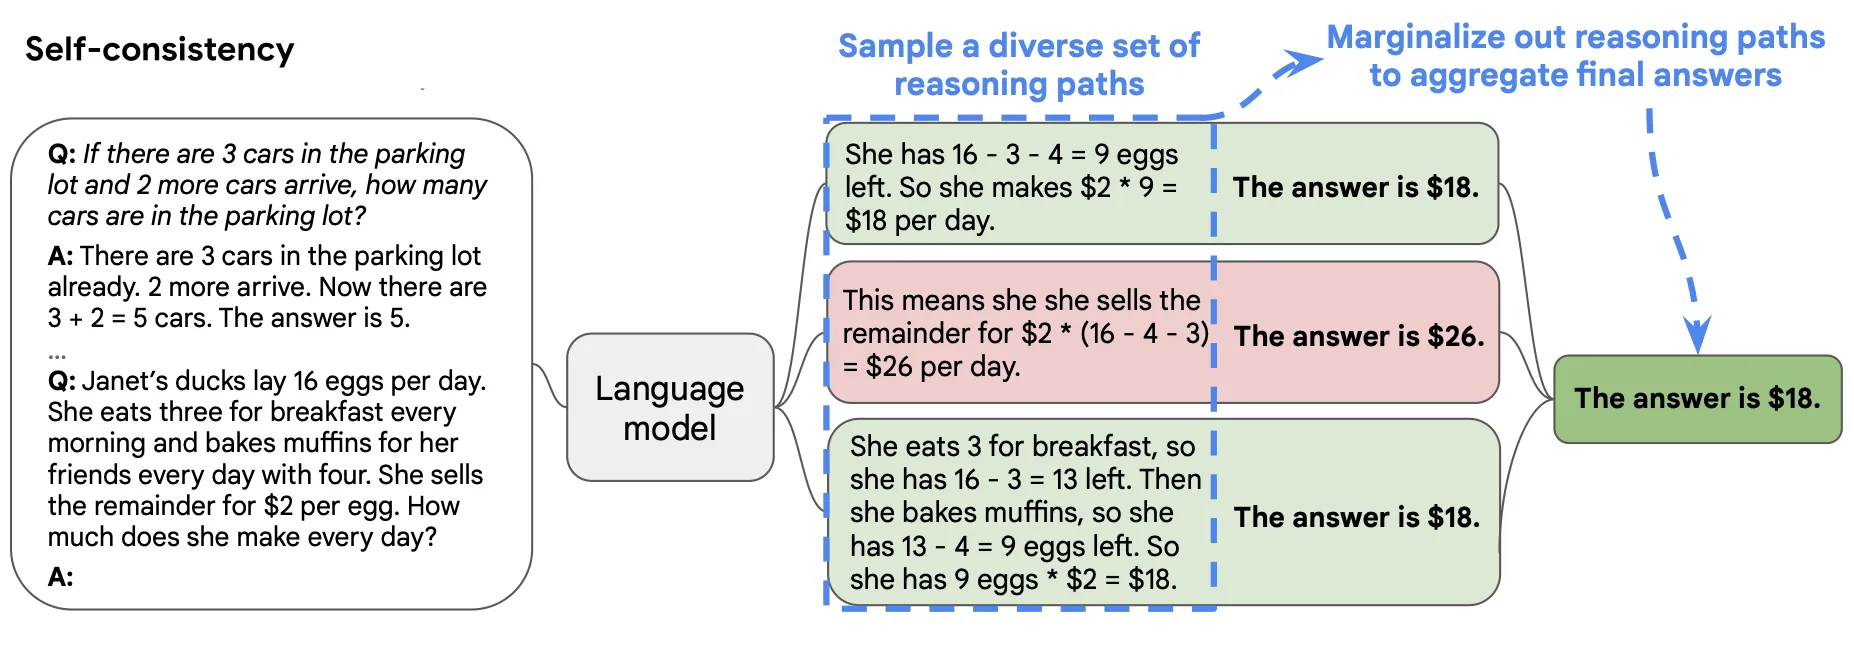 Self-consistency
Q: If there are 3 cars in the parking
lot and 2 more cars arrive, how many
cars are in the parking lot?
A: There are 3 cars in the parking lot
already. 2 more arrive. Now there are
3 + 2 = 5 cars. The answer is 5.
...
Q: Janet's ducks lay 16 eggs per day.
She eats three for breakfast every
morning and bakes muffins for her
friends every day with four. She sells
the remainder for $2 per egg. How
much does she make every day?
A:
Language
model
Sample a diverse set of
reasoning paths
She has 16 - 3 - 4 = 9 eggs
left. So she makes $2 * 9 =
$18 per day.
The answer is $18.
This means she she sells the
remainder for $2 * (16 - 4 - 3)
= $26 per day.
The answer is $26.
She eats 3 for breakfast, so
she has 16 - 3 = 13 left. Then
she bakes muffins, so she
has 13 - 4 = 9 eggs left. So
she has 9 eggs * $2 = $18.
The answer is $18.
Marginalize out reasoning paths
to aggregate final answers
The answer is $18.